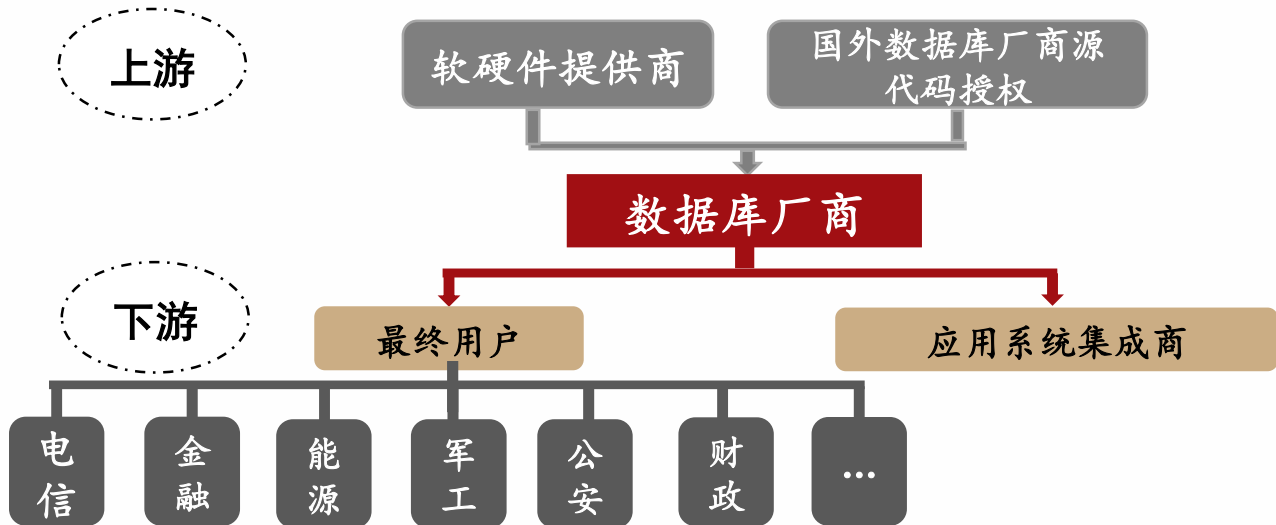 上游
软硬件提供商
国外数据库厂商源
代码授权
数据库厂商
下游
最终用户
应用系统集成商
电
信
金
融
能
源
军
工
公
安
财
政
...